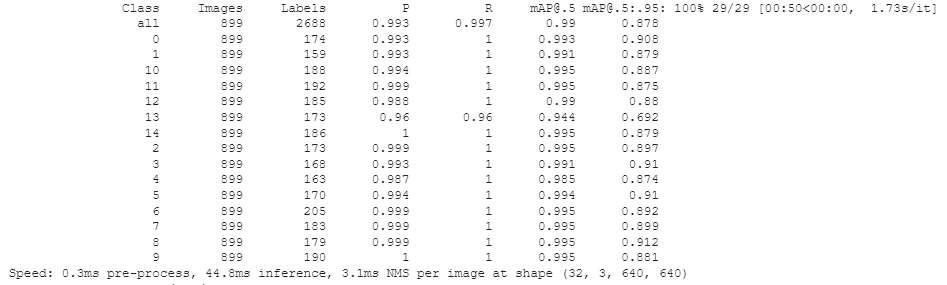 Class Images Labels P R mAP@.5 mAP@.5:.95: 100% 29/29 [00:50<00:00, 1.73s/it]
all 899 2688 0.993 0.997 0.99 0.878
0 899 174 0.993 1 0.993 0.908
1 899 159 0.993 1 0.991 0.879
10 899 188 0.994 1 0.995 0.887
11 899 192 0.999 1 0.995 0.875
12 899 185 0.988 1 0.99 0.88
13 899 173 0.96 0.96 0.944 0.692
14 899 186 1 1 0.995 0.879
2 899 173 0.999 1 0.995 0.897
3 899 168 0.993 1 0.991 0.91
4 899 163 0.987 1 0.985 0.874
5 899 170 0.994 1 0.994 0.91
6 899 205 0.999 1 0.995 0.892
7 899 183 0.999 1 0.995 0.899
8 899 179 0.999 1 0.995 0.912
9 899 190 1 1 0.995 0.881
Speed: 0.3ms pre-process, 44.8ms inference, 3.1ms NMS per image at shape (32, 3, 640, 640)